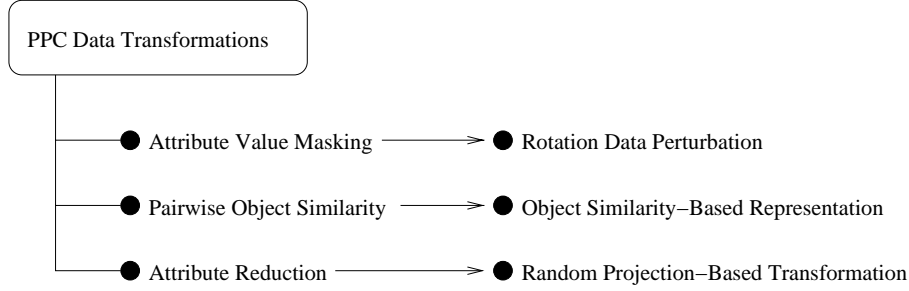 PPC Data Transformations
Attribute Value Masking
Rotation Data Perturbation
Pairwise Object Similarity
Object Similarity−Based Representation
Attribute Reduction
Random Projection−Based Transformation